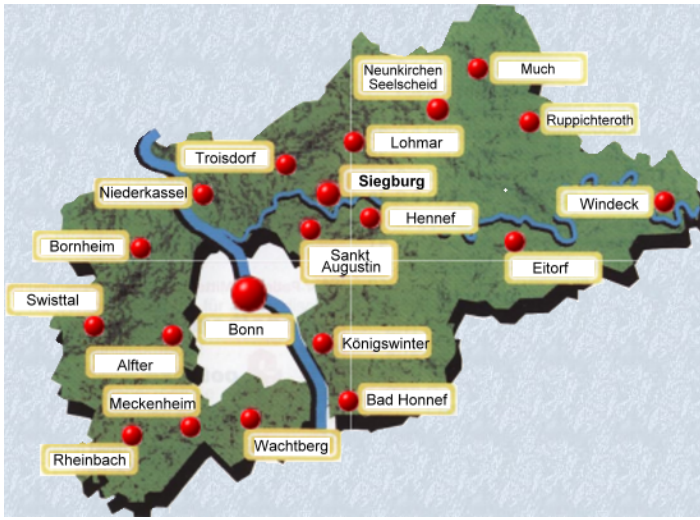 Much
Neunkirchen
Seelscheid
Ruppichteroth
Lohmar
Troisdorf
Siegburg
Niederkassel
Windeck
Hennef
Bornheim
Sankt
Augustin
Eitorf
Swisttal
Bonn
Königswinter
Alfter
Meckenheim
Bad Honnef
Wachtberg
Rheinbach